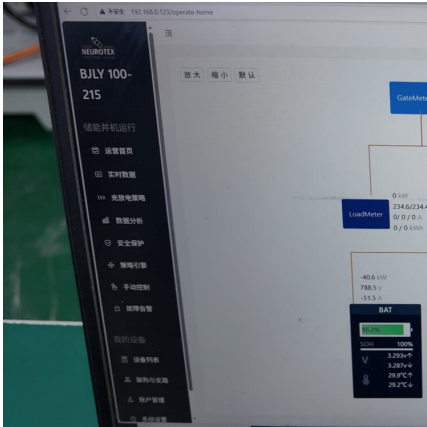 不安全 192.168.0.123/operate-home
NEUROTEX
BJLY 100-
215
储能并机运行
运营首页
实时数据
充放电策略
数据分析
安全保护
策略引擎
手动控制
故障告警
我的设备
设备列表
架构与支路
账户管理
系统设置
放大 缩小 默认
GateMet
LoadMeter
0 kW
234.6/234.4
0/ 0 / 0 A
0 / 0 kWh
-40.6 kW
788.5 v
-51.5 A
BAT
86.2%
SOH 100%
V 3.293v↑
3.287v↓
29.9°C↑
29.2°C↓